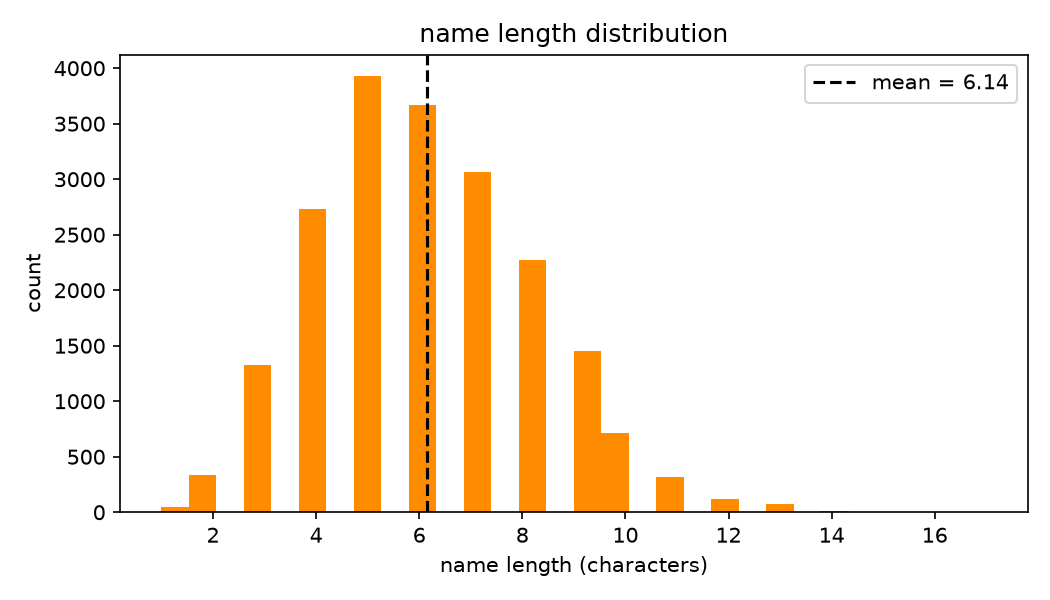 name length distribution
mean = 6.14
4000
3500
3000
2500
2000
1500
1000
500
0
count
2 4 6 8 10 12 14 16
name length (characters)